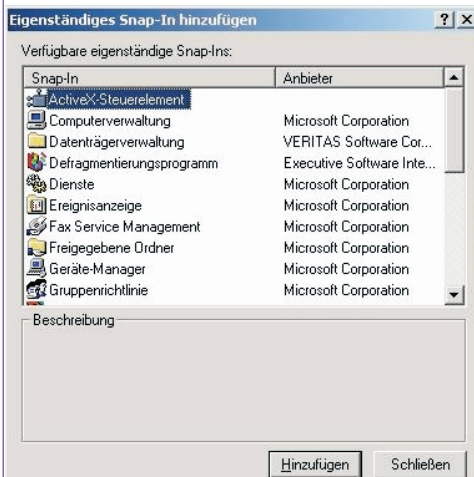 Eigenständiges Snap-In hinzufügen
Verfügbare eigenständige Snap-Ins:
Snap-In Anbieter
ActiveX-Steuerelement
Computerverwaltung Microsoft Corporation
Datenträgerverwaltung VERITAS Software Cor...
Defragmentierungsprogramm Executive Software Inte...
Dienste Microsoft Corporation
Ereignisanzeige Microsoft Corporation
Fax Service Management Microsoft Corporation
Freigegebene Ordner Microsoft Corporation
Geräte-Manager Microsoft Corporation
Gruppenrichtlinie Microsoft Corporation
Beschreibung
Hinzufügen Schließen